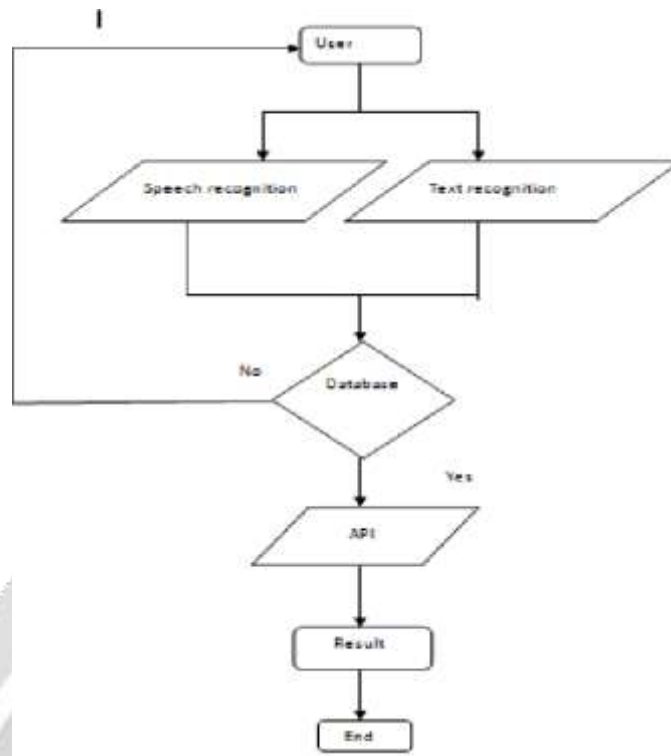 User
Speech recognition
Text recognition
No
Database
Yes
API
Result
End